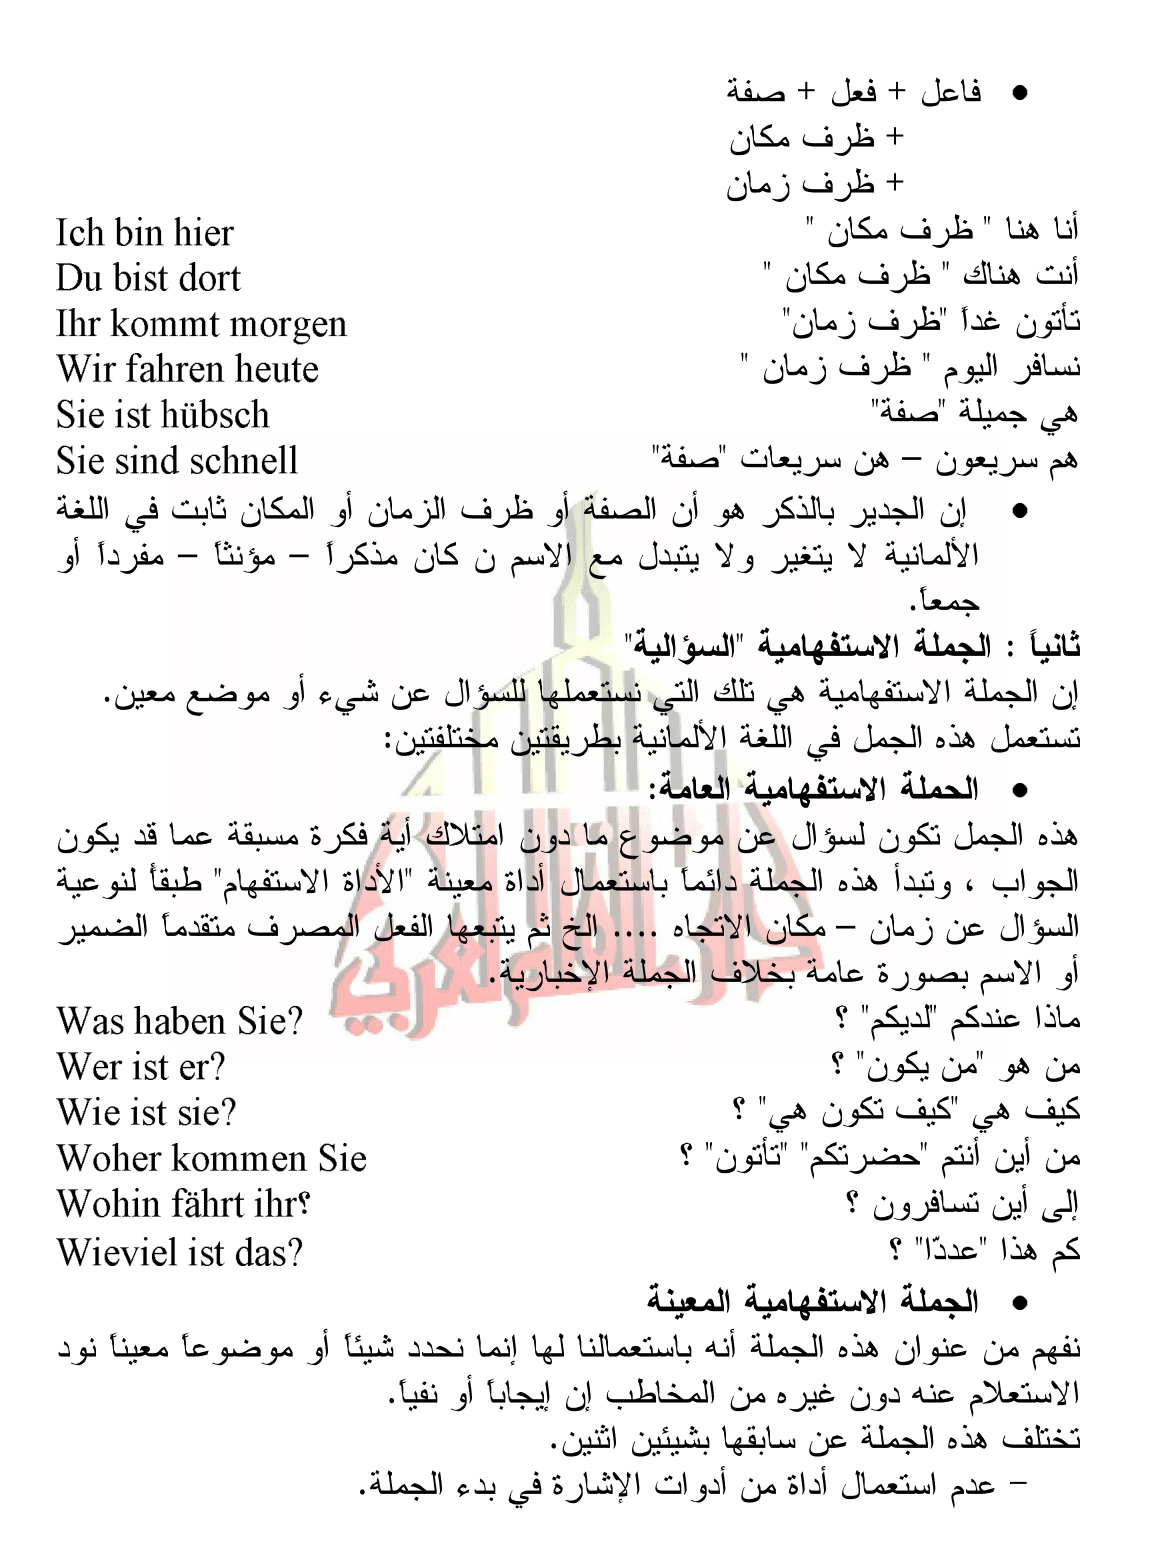 • فاعل + فعل + صفة
+ ظرف مكان
+ ظرف زمان
أنا هنا " ظرف مكان " Ich bin hier
أنت هناك " ظرف مكان " Du bist dort
تأتون غداً "ظرف زمان" Ihr kommt morgen
نسافر اليوم " ظرف زمان " Wir fahren heute
هي جميلة "صفة" Sie ist hübsch
هم سريعون – هن سريعات "صفة" Sie sind schnell
• إن الجدير بالذكر هو أن الصفة أو ظرف الزمان أو المكان ثابت في اللغة
الألمانية لا يتغير ولا يتبدل مع الاسم ن كان مذكراً – مؤنثاً – مفرداً أو
جمعاً.
ثانياً : الجملة الاستفهامية "السؤالية"
إن الجملة الاستفهامية هي تلك التي نستعملها للسؤال عن شيء أو موضع معين.
تستعمل هذه الجمل في اللغة الألمانية بطريقتين مختلفتين:
• الحملة الاستفهامية العامة:
هذه الجمل تكون لسؤال عن موضوع ما دون امتلاك أية فكرة مسبقة عما قد يكون
الجواب ، وتبدأ هذه الجملة دائماً باستعمال أداة معينة "الأداة الاستفهام" طبقاً لنوعية
السؤال عن زمان – مكان الاتجاه .... الخ ثم يتبعها الفعل المصرف متقدماً الضمير
أو الاسم بصورة عامة بخلاف الجملة الإخبارية.
ماذا عندكم "لديكم" ؟ Was haben Sie?
من هو "من يكون" ؟ Wer ist er?
كيف هي "كيف تكون هي" ؟ Wie ist sie?
من أين أنتم "حضرتكم" "تأتون" ؟ Woher kommen Sie
إلى أين تسافرون ؟ Wohin fährt ihr؟
كم هذا "عددّا" ؟ Wieviel ist das?
• الجملة الاستفهامية المعينة
نفهم من عنوان هذه الجملة أنه باستعمالنا لها إنما نحدد شيئاً أو موضوعاً معيناً نود
الاستعلام عنه دون غيره من المخاطب إن إيجاباً أو نفياً.
تختلف هذه الجملة عن سابقها بشيئين اثنين.
– عدم استعمال أداة من أدوات الإشارة في بدء الجملة.
دار القلم العربي